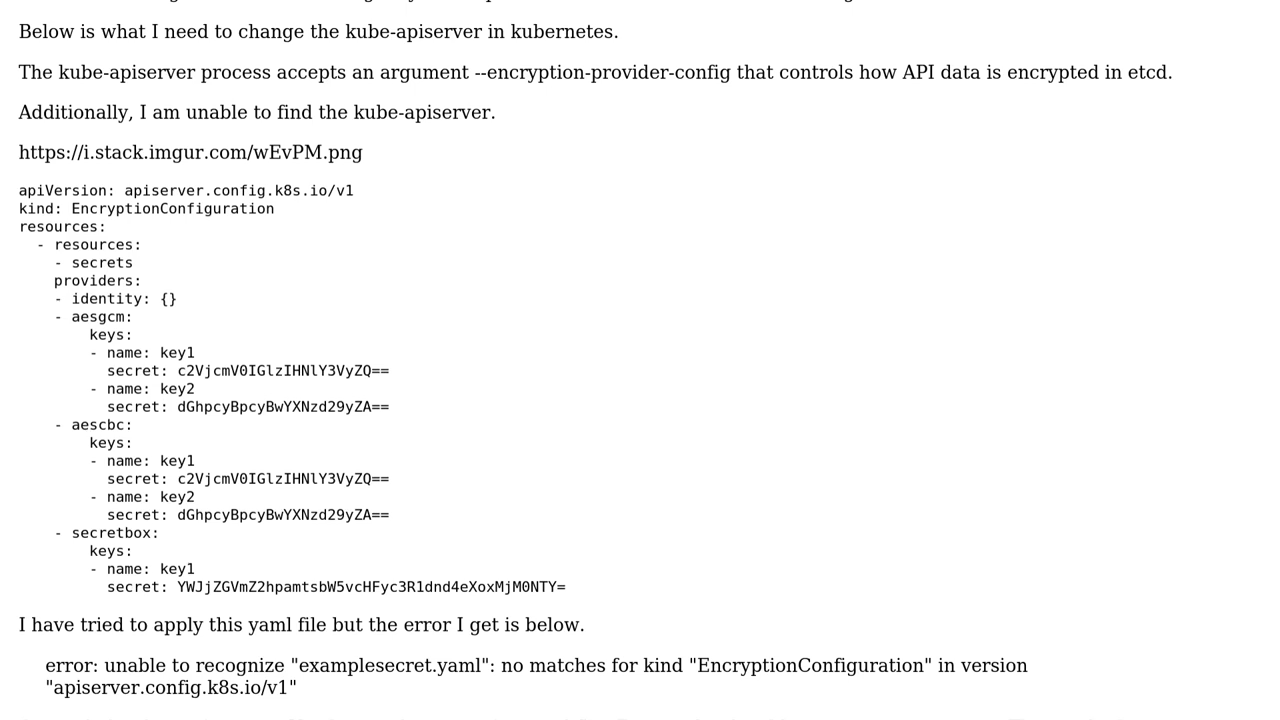 Below is what I need to change the kube-apiserver in kubernetes.
The kube-apiserver process accepts an argument --encryption-provider-config that controls how API data is encrypted in etcd.
Additionally, I am unable to find the kube-apiserver.
https://i.stack.imgur.com/wEvPM.png
apiVersion: apiserver.config.k8s.io/v1
kind: EncryptionConfiguration
resources:
  - resources:
    - secrets
    providers:
    - identity: {}
    - aesgcm:
        keys:
        - name: key1
          secret: c2VjcmV0IGlzIHNlY3VyZQ==
        - name: key2
          secret: dGhpcyBpcyBwYXNzd29yZA==
    - aescbc:
        keys:
        - name: key1
          secret: c2VjcmV0IGlzIHNlY3VyZQ==
        - name: key2
          secret: dGhpcyBpcyBwYXNzd29yZA==
    - secretbox:
        keys:
        - name: key1
          secret: YWJjZGVmZ2hpamtsbW5vcHFyc3R1dnd4eXoxMjM0NTY=
I have tried to apply this yaml file but the error I get is below.
error: unable to recognize "examplesecret.yaml": no matches for kind "EncryptionConfiguration" in version
"apiserver.config.k8s.io/v1"